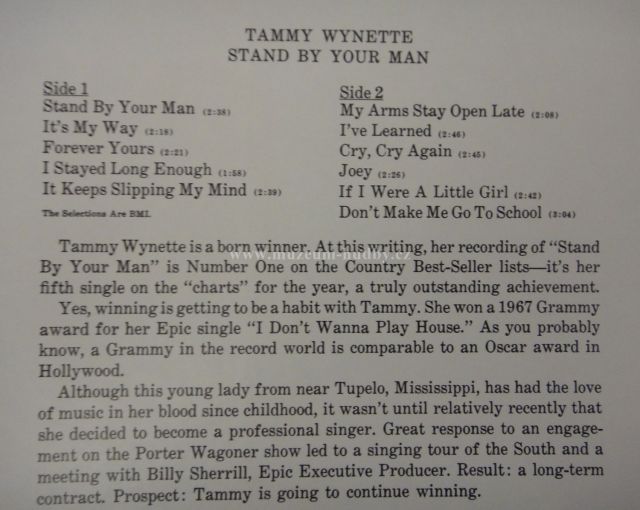 TAMMY WYNETTE
STAND BY YOUR MAN
Side 1
Stand By Your Man (2:38)
It's My Way (2:18)
Forever Yours (2:21)
I Stayed Long Enough (1:58)
It Keeps Slipping My Mind (2:39)
The Selections Are BMI.
Side 2
My Arms Stay Open Late (2:08)
I've Learned (2:46)
Cry, Cry Again (2:45)
Joey (2:26)
If I Were A Little Girl (2:42)
Don't Make Me Go To School (3:04)
Tammy Wynette is a born winner. At this writing, her recording of "Stand
By Your Man" is Number One on the Country Best-Seller lists—it's her
fifth single on the "charts" for the year, a truly outstanding achievement.
Yes, winning is getting to be a habit with Tammy. She won a 1967 Grammy
award for her Epic single "I Don't Wanna Play House." As you probably
know, a Grammy in the record world is comparable to an Oscar award in
Hollywood.
Although this young lady from near Tupelo, Mississippi, has had the love
of music in her blood since childhood, it wasn't until relatively recently that
she decided to become a professional singer. Great response to an engage-
ment on the Porter Wagoner show led to a singing tour of the South and a
meeting with Billy Sherrill, Epic Executive Producer. Result: a long-term
contract. Prospect: Tammy is going to continue winning.
www.muzeum-hudby.cz